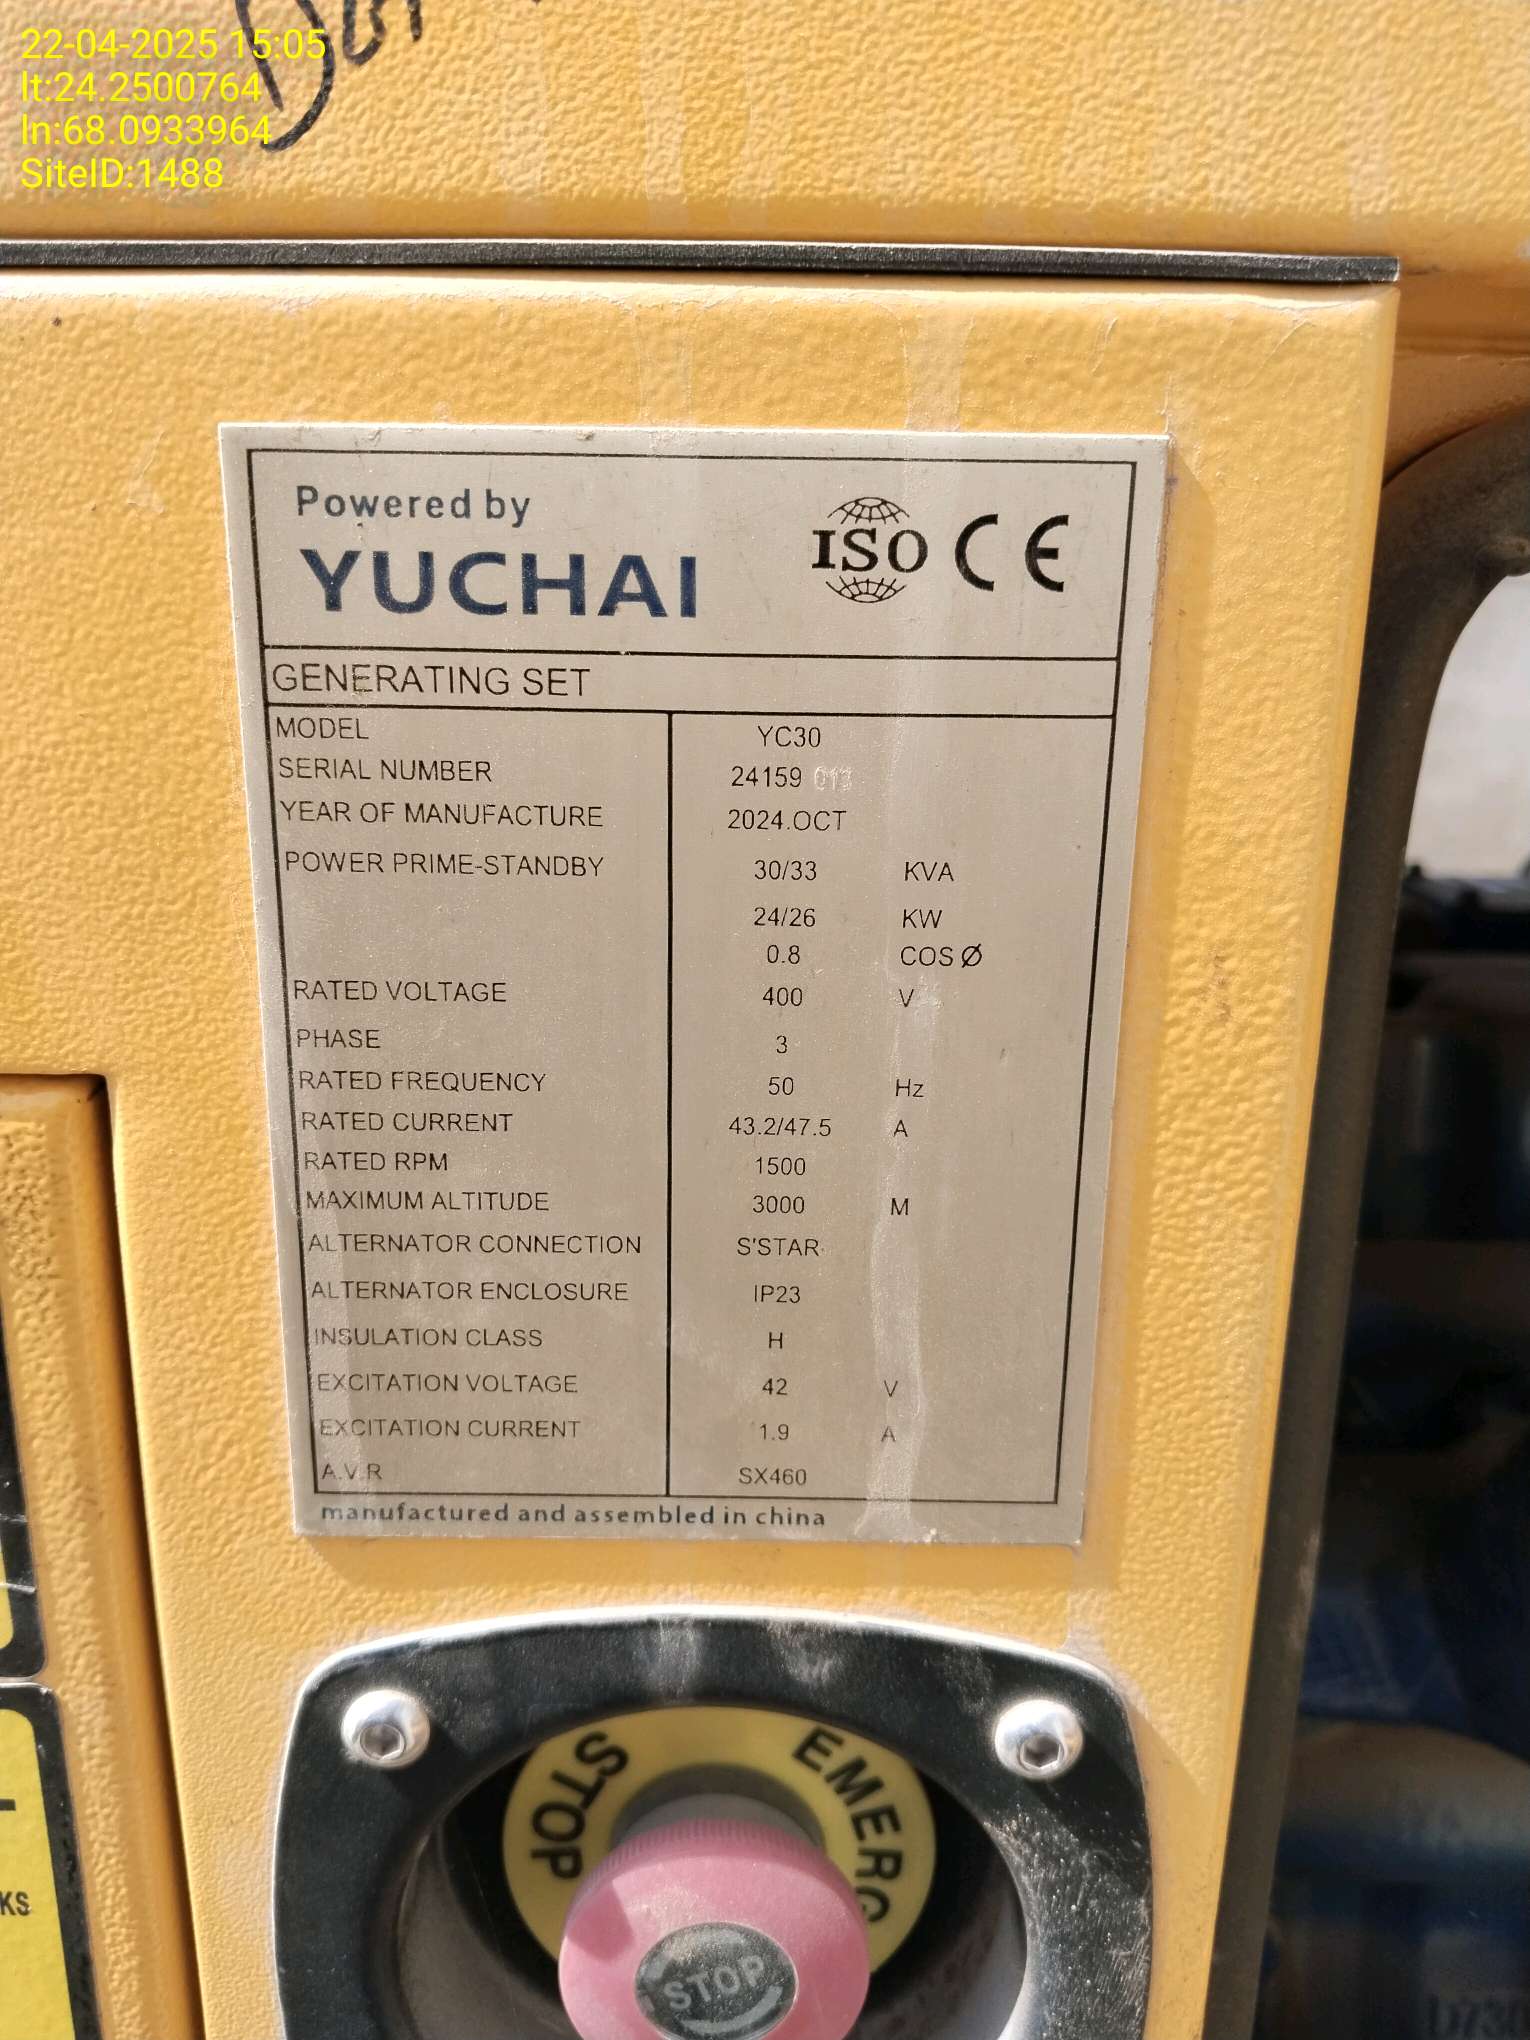 22-04-2025 15:05
lt:24.2500764
ln:68.0933964
SiteID:1488
Powered by
YUCHAI
ISO CE
GENERATING SET
MODEL YC30
SERIAL NUMBER 24159
YEAR OF MANUFACTURE 2024.OCT
POWER PRIME-STANDBY 30/33 KVA
24/26 KW
0.8 COS Ø
RATED VOLTAGE 400 V
PHASE 3
RATED FREQUENCY 50 Hz
RATED CURRENT 43.2/47.5 A
RATED RPM 1500
MAXIMUM ALTITUDE 3000 M
ALTERNATOR CONNECTION S'STAR
ALTERNATOR ENCLOSURE IP23
INSULATION CLASS H
EXCITATION VOLTAGE 42 V
EXCITATION CURRENT 1.9 A
A.V.R SX460
manufactured and assembled in china
STOP EMERG
STOP
KS